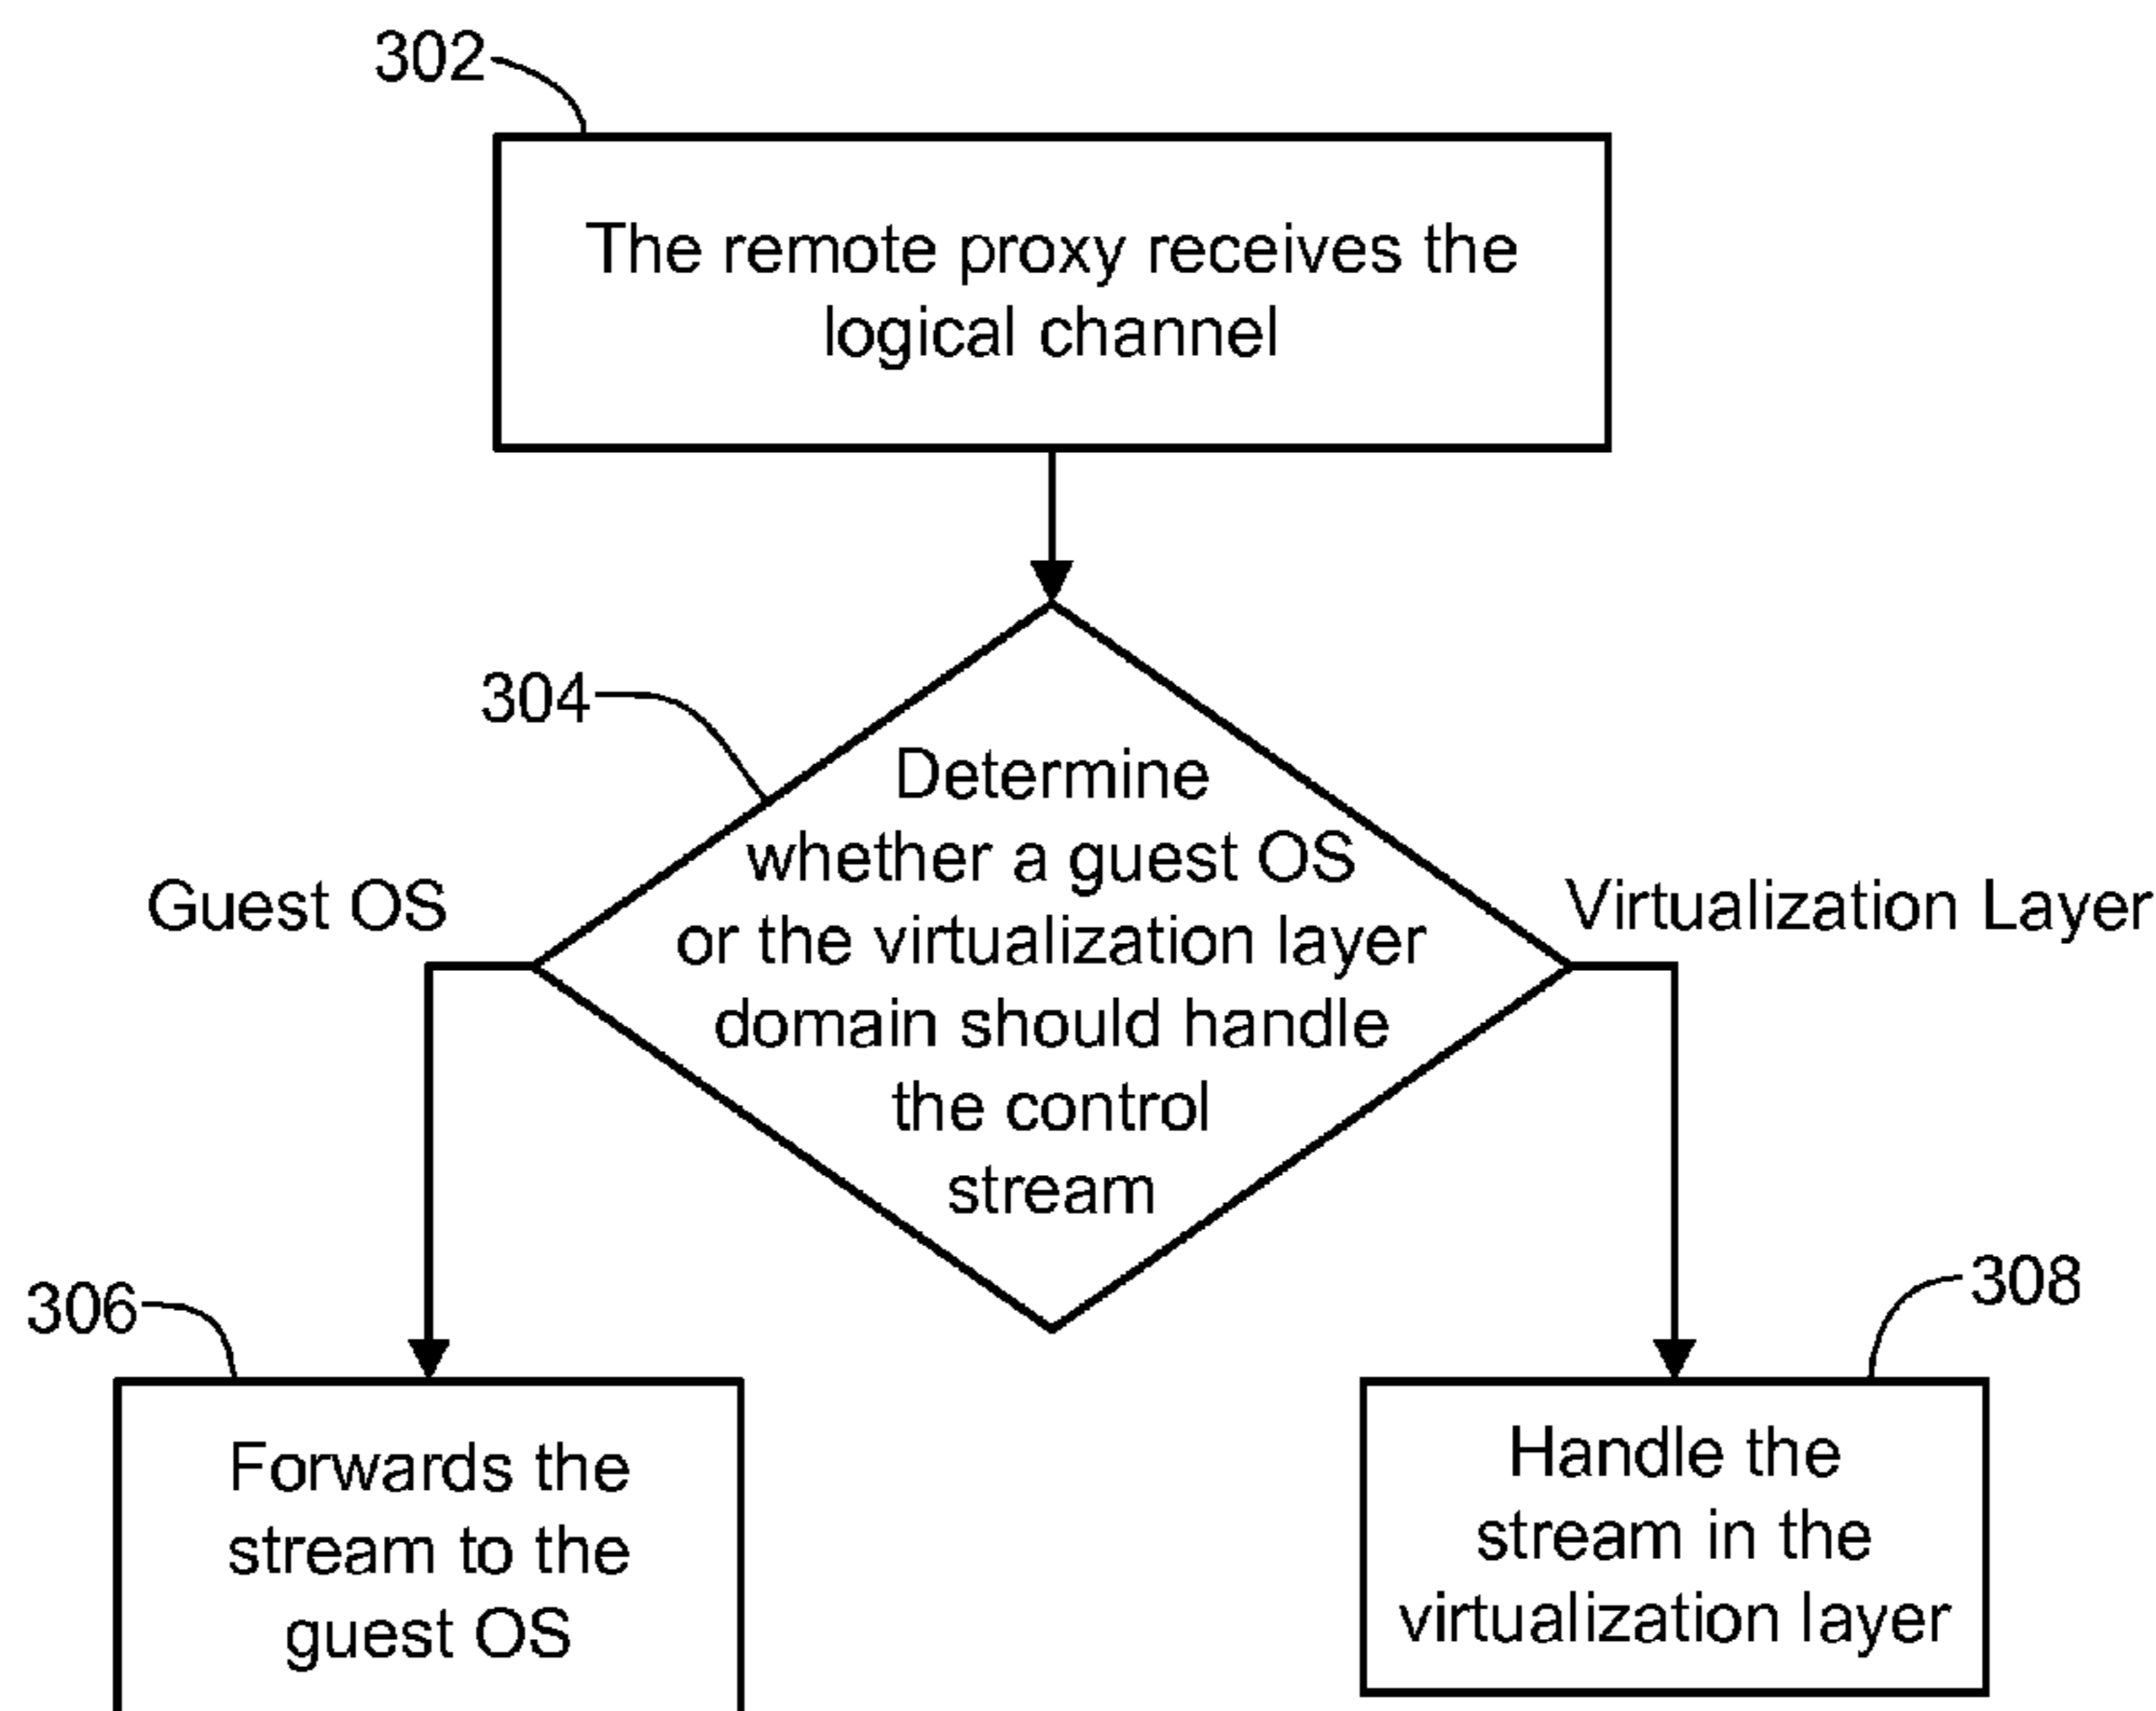 302
The remote proxy receives the
logical channel
304
Determine
whether a guest OS
or the virtualization layer
domain should handle
the control
stream
Guest OS
Virtualization Layer
306
Forwards the
stream to the
guest OS
308
Handle the
stream in the
virtualization layer